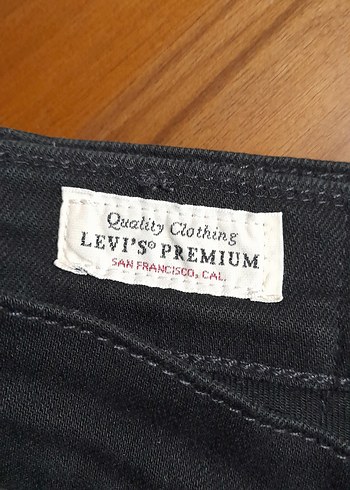 Quality Clothing
LEVI'S® PREMIUM
SAN FRANCISCO, CAL.